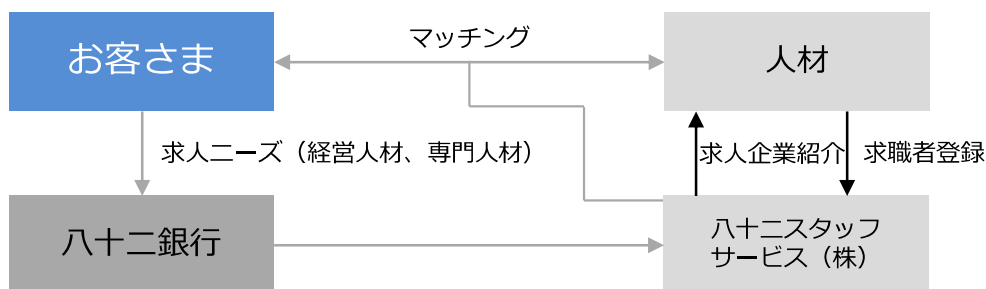 マッチング
お客さま
人材
求人ニーズ（経営人材、専門人材）
求人企業紹介
求職者登録
八十二銀行
八十二スタッフ
サービス（株）